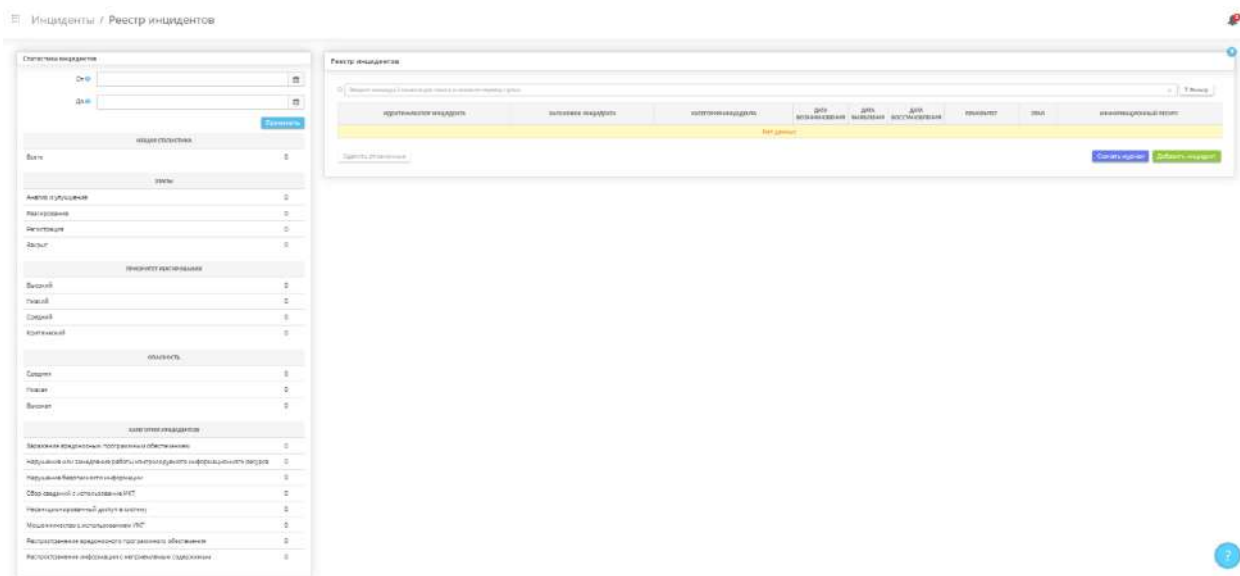 Инциденты / Реестр инцидентов
Статистика инцидентов
От
До
Применить
ОБЩАЯ СТАТИСТИКА
Всего 0
ЭТАПЫ
Анализ и улучшение 0
Реагирование 0
Регистрация 0
Закрыт 0
ПРИОРИТЕТ РЕАГИРОВАНИЯ
Высокий 0
Низкий 0
Средний 0
Критический 0
ОПАСНОСТЬ
Средняя 0
Низкая 0
Высокая 0
КАТЕГОРИЯ ИНЦИДЕНТОВ
Заражение вредоносным программным обеспечением 0
Нарушение или замедление работы контролируемого информационного ресурса 0
Нарушение безопасности информации 0
Сбор сведений с использованием ИКТ 0
Несанкционированный доступ в систему 0
Мошенничество с использованием ИКТ 0
Распространение вредоносного программного обеспечения 0
Распространение информации с неприемлемым содержимым 0
Реестр инцидентов
Фильтр
ИДЕНТИФИКАТОР ИНЦИДЕНТА
КАТЕГОРИЯ ИНЦИДЕНТА
ДАТА ВОЗНИКНОВЕНИЯ
ДАТА ВЫЯВЛЕНИЯ
ДАТА ВОССТАНОВЛЕНИЯ
ПРИОРИТЕТ
ЭТАП
ИНФОРМАЦИОННЫЙ РЕСУРС
Нет данных
Удалить отмеченные
Скачать журнал
Добавить инцидент
?